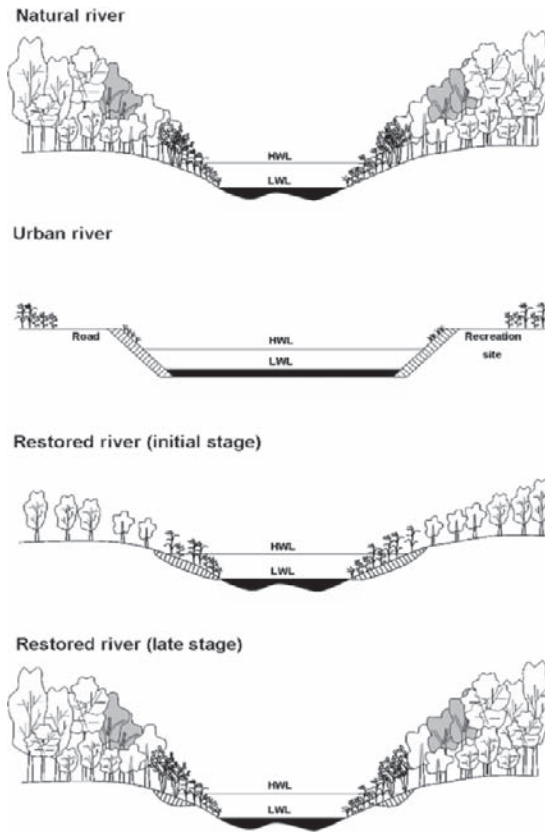 Natural river
HWL
LWL
Urban river
Road
HWL
LWL
Recreation
site
Restored river (initial stage)
HWL
LWL
Restored river (late stage)
HWL
LWL